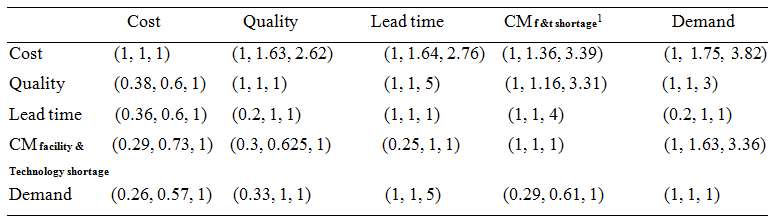 Cost Quality Lead time CM f &t shortage1 Demand
Cost (1, 1, 1) (1, 1.63, 2.62) (1, 1.64, 2.76) (1, 1.36, 3.39) (1, 1.75, 3.82)
Quality (0.38, 0.6, 1) (1, 1, 1) (1, 1, 5) (1, 1.16, 3.31) (1, 1, 3)
Lead time (0.36, 0.6, 1) (0.2, 1, 1) (1, 1, 1) (1, 1, 4) (0.2, 1, 1)
CM facility & (0.29, 0.73, 1) (0.3, 0.625, 1) (0.25, 1, 1) (1, 1, 1) (1, 1.63, 3.36)
Technology shortage
Demand (0.26, 0.57, 1) (0.33, 1, 1) (1, 1, 5) (0.29, 0.61, 1) (1, 1, 1)